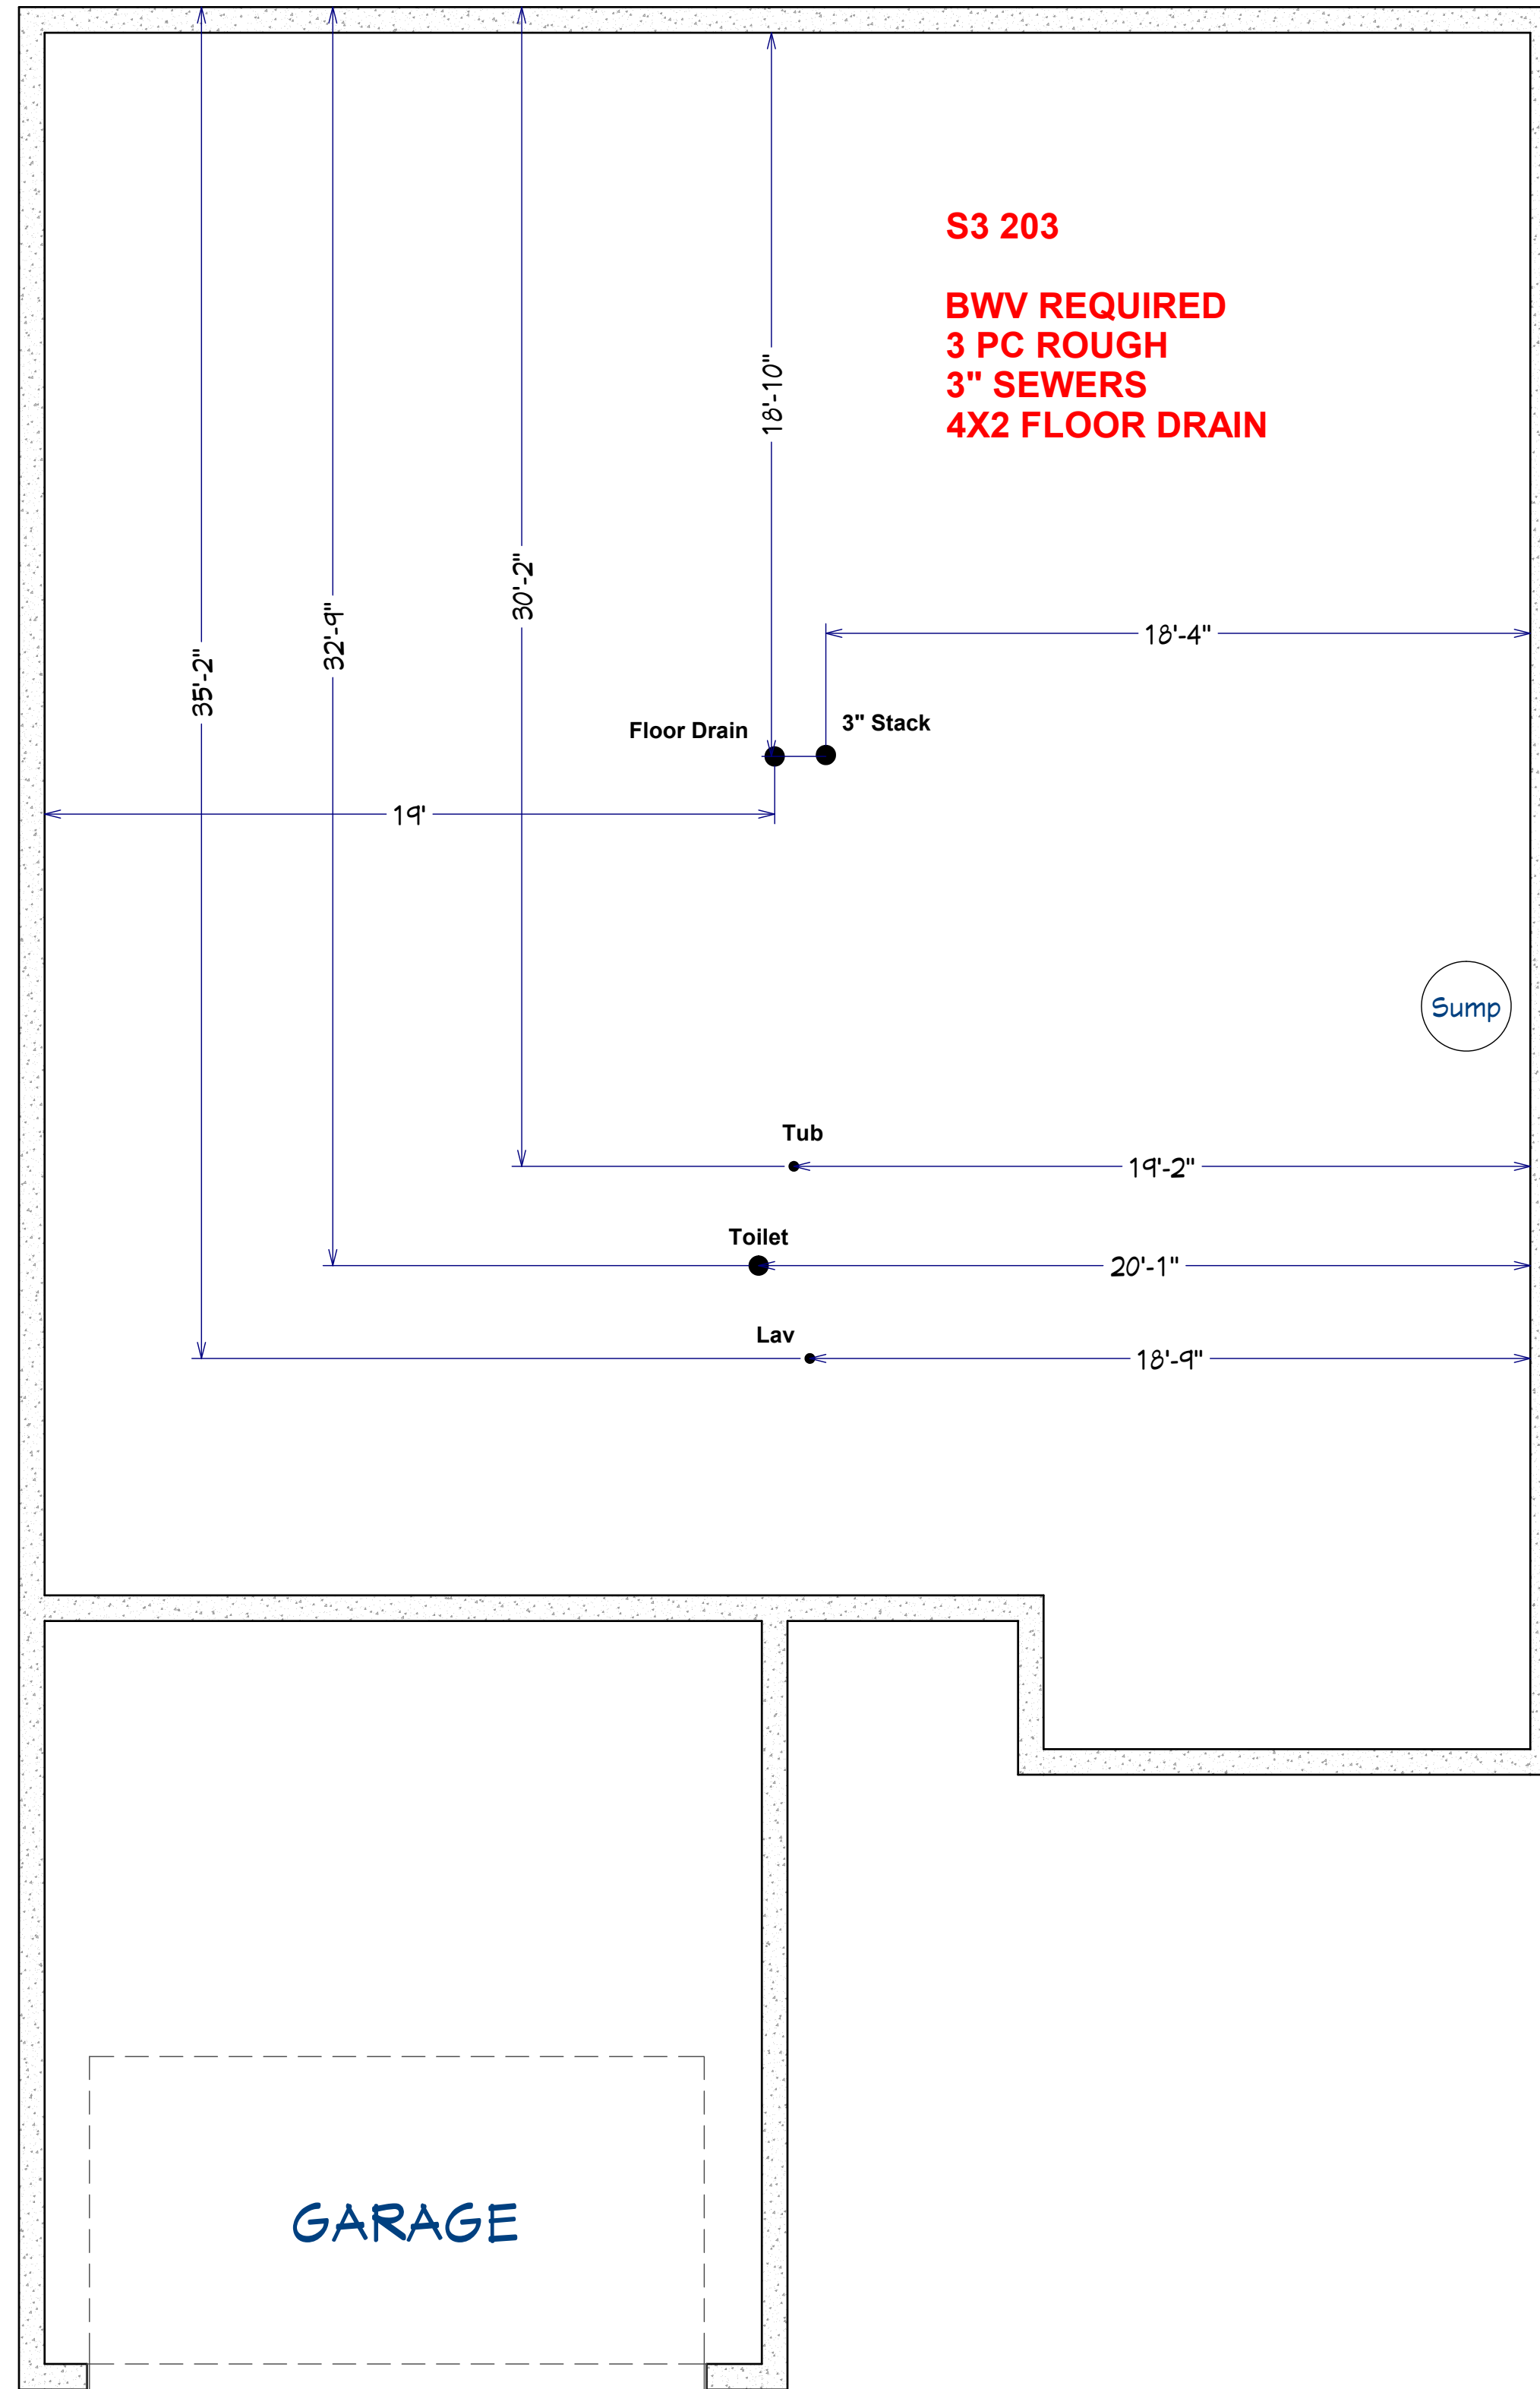 S3 203
BWV REQUIRED
3 PC ROUGH
3" SEWERS
4X2 FLOOR DRAIN
18'-10"
30'-2"
32'-9"
35'-2"
18'-4"
Floor Drain
3" Stack
19'
Sump
Tub
19'-2"
Toilet
20'-1"
Lav
18'-9"
GARAGE